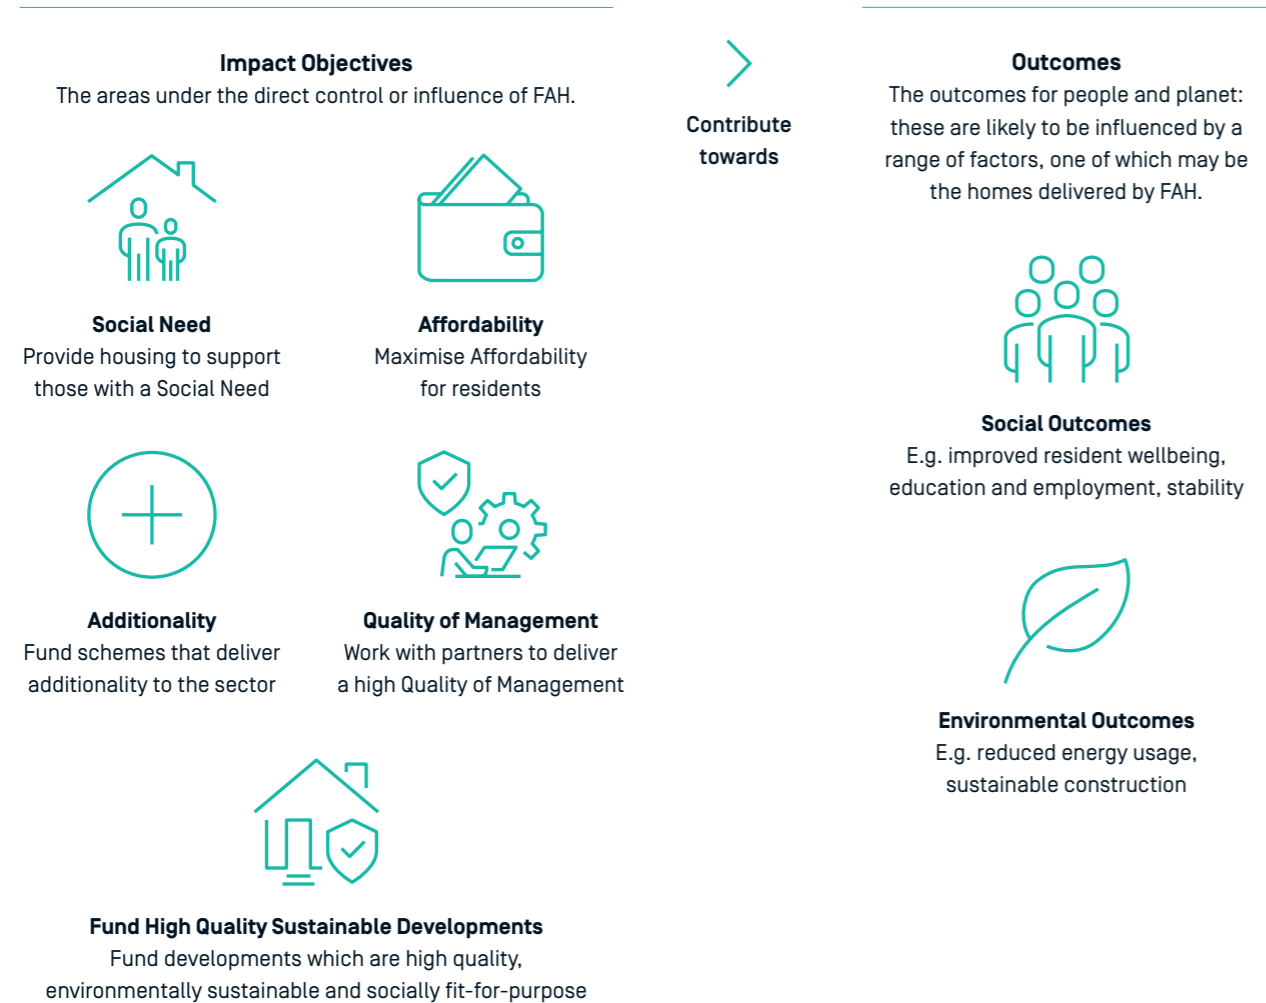 Impact Objectives
The areas under the direct control or influence of FAH.
Social Need
Provide housing to support
those with a Social Need
Affordability
Maximise Affordability
for residents
Additionality
Fund schemes that deliver
additionality to the sector
Quality of Management
Work with partners to deliver
a high Quality of Management
Fund High Quality Sustainable Developments
Fund developments which are high quality,
environmentally sustainable and socially fit-for-purpose
Contribute
towards
Outcomes
The outcomes for people and planet:
these are likely to be influenced by a
range of factors, one of which may be
the homes delivered by FAH.
Social Outcomes
E.g. improved resident wellbeing,
education and employment, stability
Environmental Outcomes
E.g. reduced energy usage,
sustainable construction